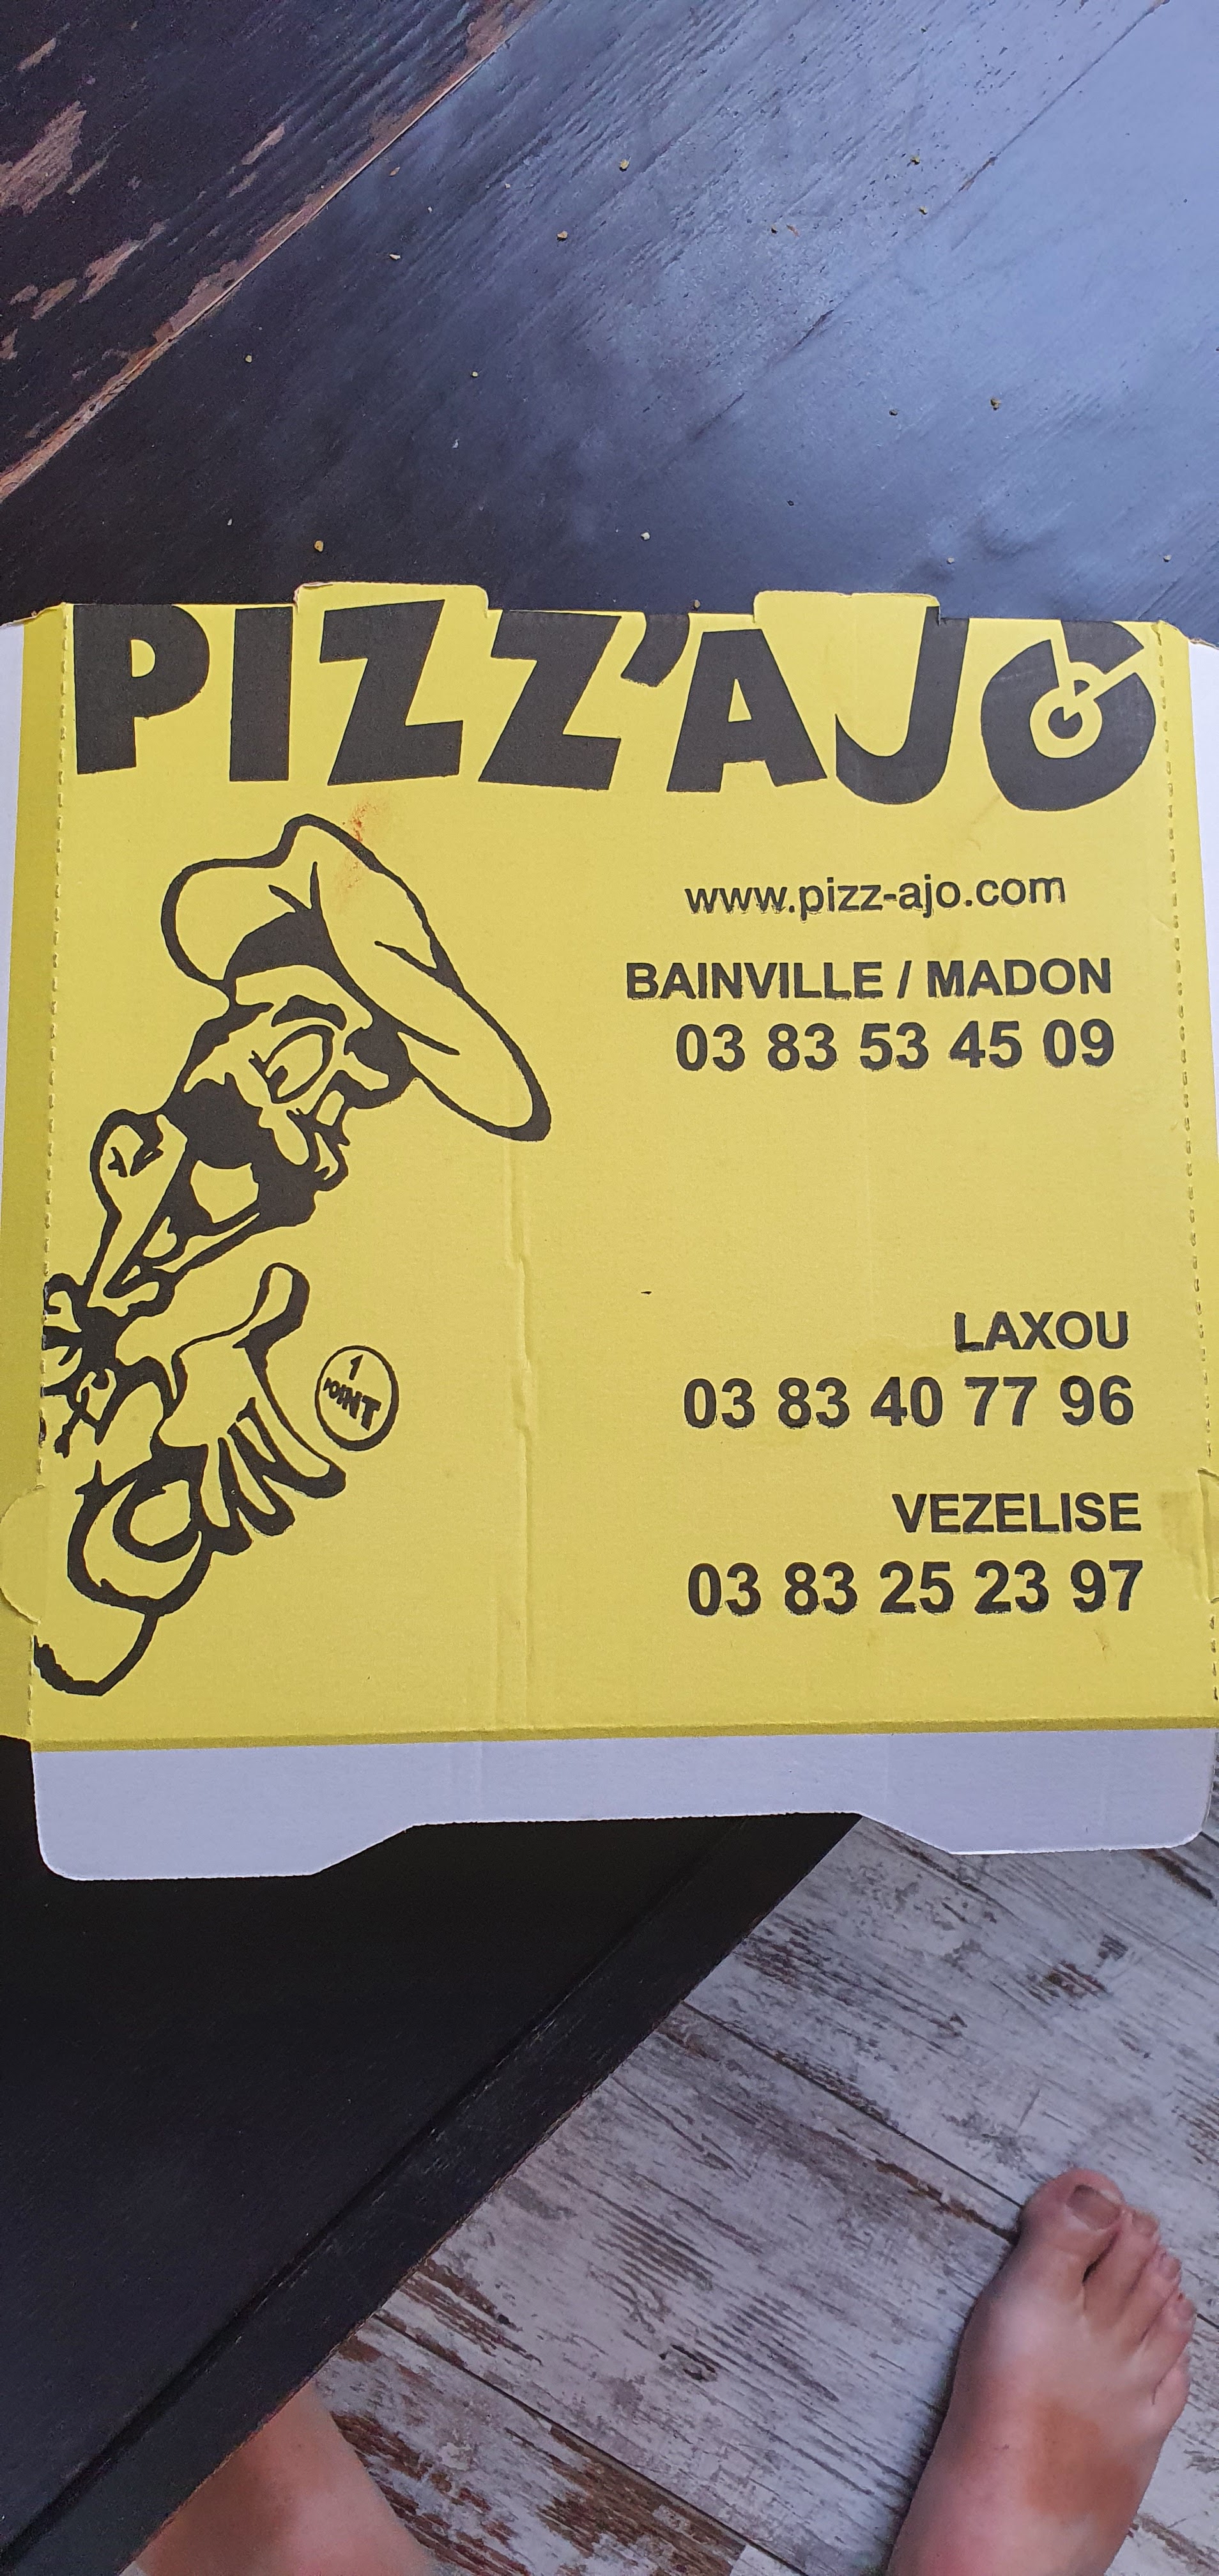 PIZZ'AJO
www.pizz-ajo.com
BAINVILLE / MADON
03 83 53 45 09
LAXOU
03 83 40 77 96
VEZELISE
03 83 25 23 97
1
POINT